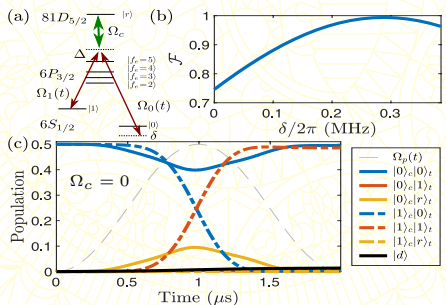 (a)
81D5/2
|r⟩
Ωc
Δ
|fe=5⟩
|fe=4⟩
|fe=3⟩
|fe=2⟩
6P3/2
Ω1(t)
Ω0(t)
|1⟩
|0⟩
6S1/2
δ
(b)
1
0.9
0.8
0.7
F
0 0.1 0.2 0.3
δ/2π (MHz)
(c)
0.5
0.4
0.3
0.2
0.1
0
Population
Ωc = 0
0 0.5 1 1.5
Time (μs)
Ωp(t)
|0⟩c|0⟩t
|0⟩c|1⟩t
|0⟩c|r⟩t
|1⟩c|0⟩t
|1⟩c|1⟩t
|1⟩c|r⟩t
|d⟩